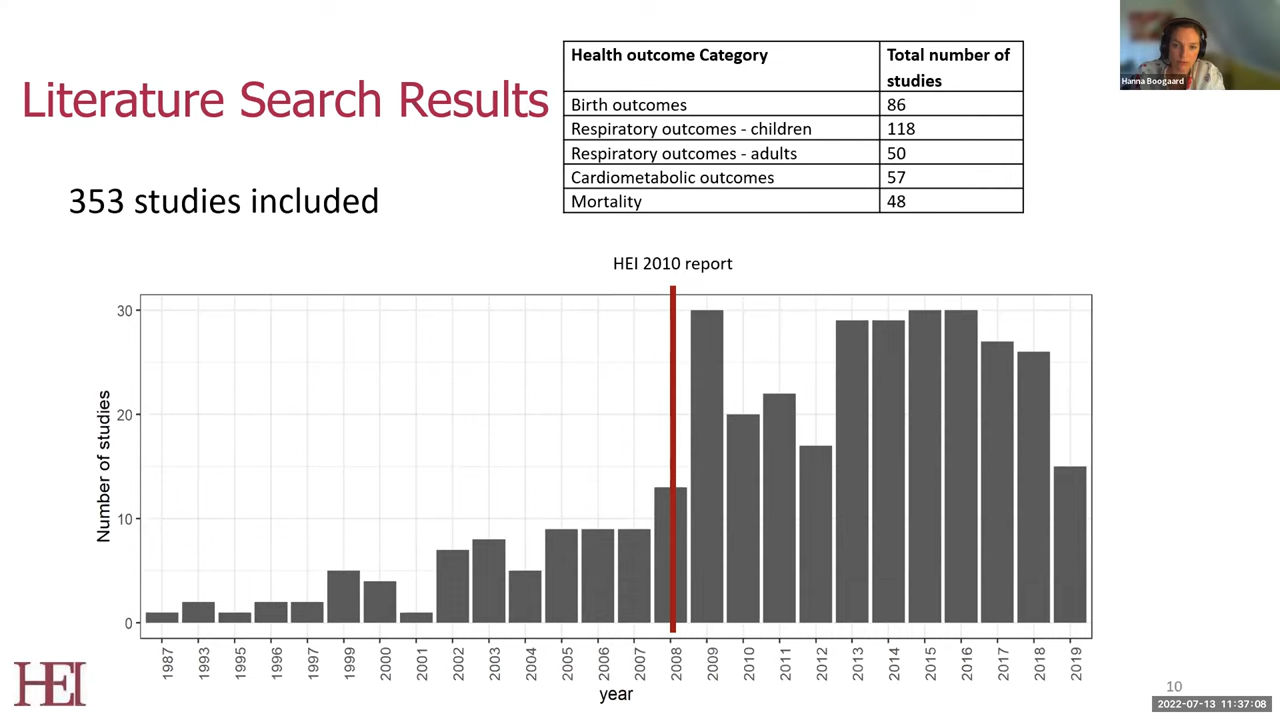 Literature Search Results
353 studies included
Health outcome Category Total number of studies
Birth outcomes 86
Respiratory outcomes - children 118
Respiratory outcomes - adults 50
Cardiometabolic outcomes 57
Mortality 48
Hanna Boogaard
HEI 2010 report
Number of studies
30
20
10
0
1987 1993 1995 1996 1997 1999 2000 2001 2002 2003 2004 2005 2006 2007 2008 2009 2010 2011 2012 2013 2014 2015 2016 2017 2018 2019
year
HEI
10
2022-07-13 11:37:08